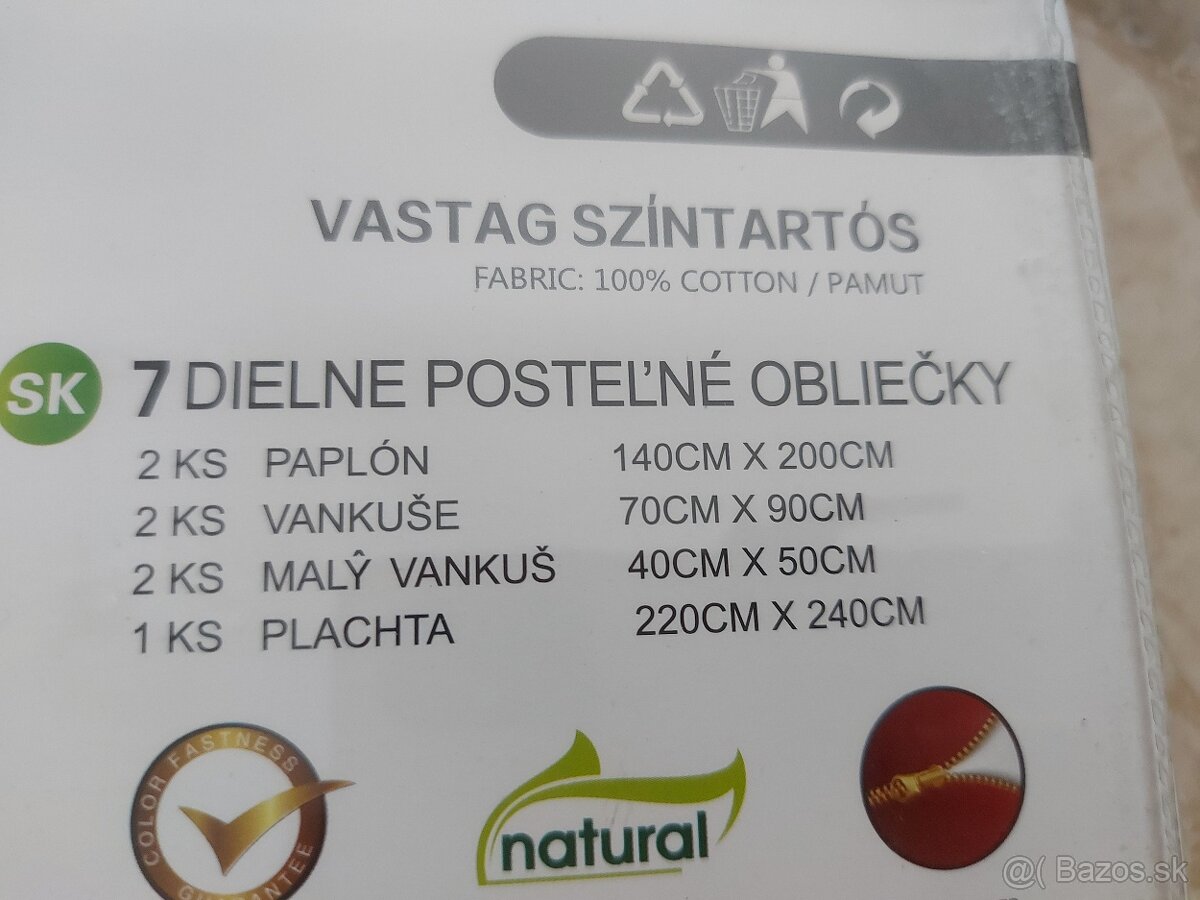 VASTAG SZÍNTARTÓS
FABRIC: 100% COTTON / PAMUT
SK
7 DIELNE POSTEĽNÉ OBLIEČKY
2 KS PAPLÓN 140CM X 200CM
2 KS VANKUŠE 70CM X 90CM
2 KS MALŶ VANKUŠ 40CM X 50CM
1 KS PLACHTA 220CM X 240CM
COLOR FASTNESS
GUARANTEE
natural
@( Bazos.sk